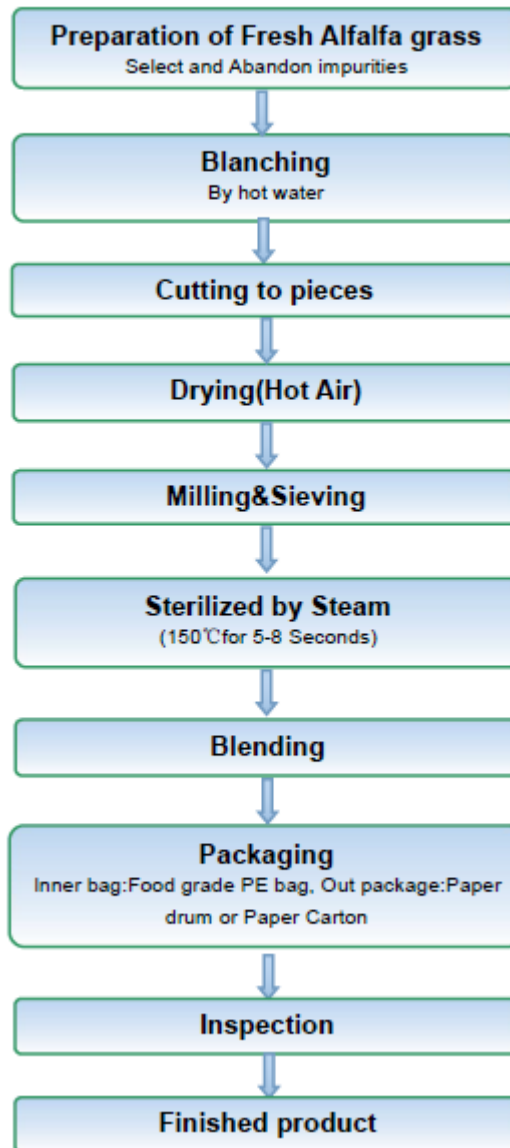 Preparation of Fresh Alfalfa grass
Select and Abandon impurities
Blanching
By hot water
Cutting to pieces
Drying(Hot Air)
Milling&Sieving
Sterilized by Steam
(150℃for 5-8 Seconds)
Blending
Packaging
Inner bag:Food grade PE bag, Out package:Paper
drum or Paper Carton
Inspection
Finished product